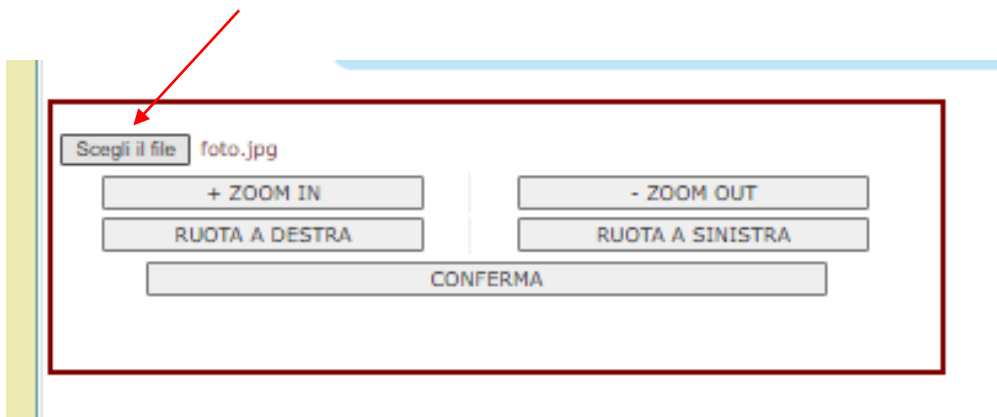 Scegli il file foto.jpg
+ ZOOM IN - ZOOM OUT
RUOTA A DESTRA RUOTA A SINISTRA
CONFERMA